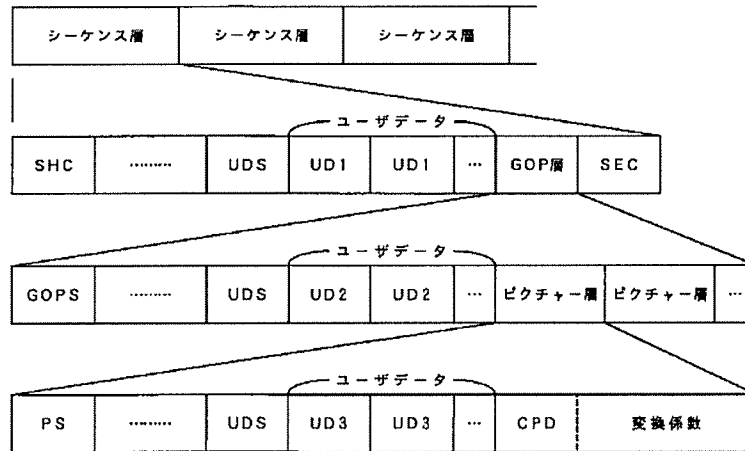 シーケンス層 シーケンス層 シーケンス層
ユーザデータ
SHC ········· UDS UD1 UD1 ··· GOP層 SEC
ユーザデータ
GOPS ········· UDS UD2 UD2 ··· ピクチャー層 ピクチャー層 ···
ユーザデータ
PS ········· UDS UD3 UD3 ··· CPD 変換係数